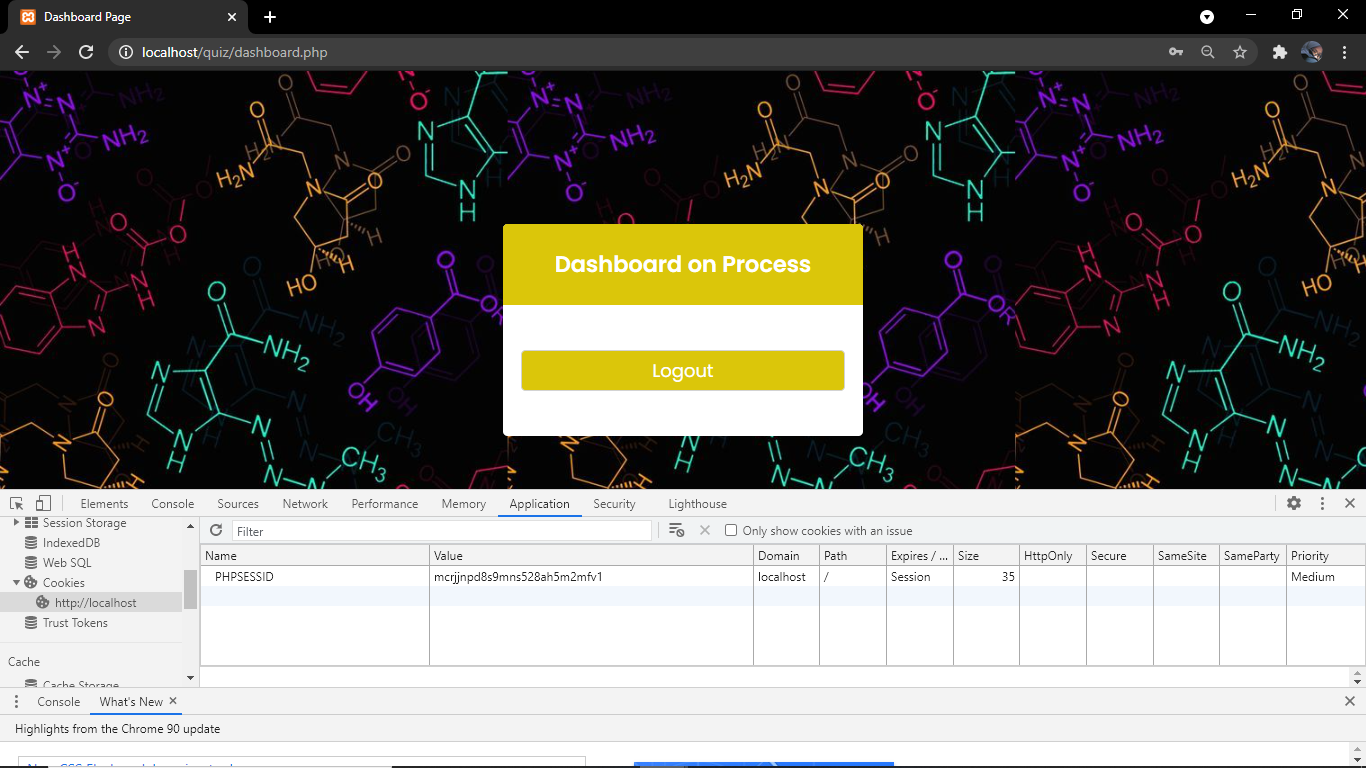 Dashboard Page
localhost/quiz/dashboard.php
Dashboard on Process
Logout
Elements Console Sources Network Performance Memory Application Security Lighthouse
Session Storage
IndexedDB
Web SQL
Cookies
http://localhost
Trust Tokens
Cache
Cache Storage
Filter
Only show cookies with an issue
Name Value Domain Path Expires / ... Size HttpOnly Secure SameSite SameParty Priority
PHPSESSID mcrjjnpd8s9mns528ah5m2mfv1 localhost / Session 35 Medium
Console What's New
Highlights from the Chrome 90 update